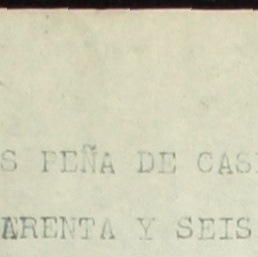 S PEÑA DE CAS
ARENTA Y SEIS